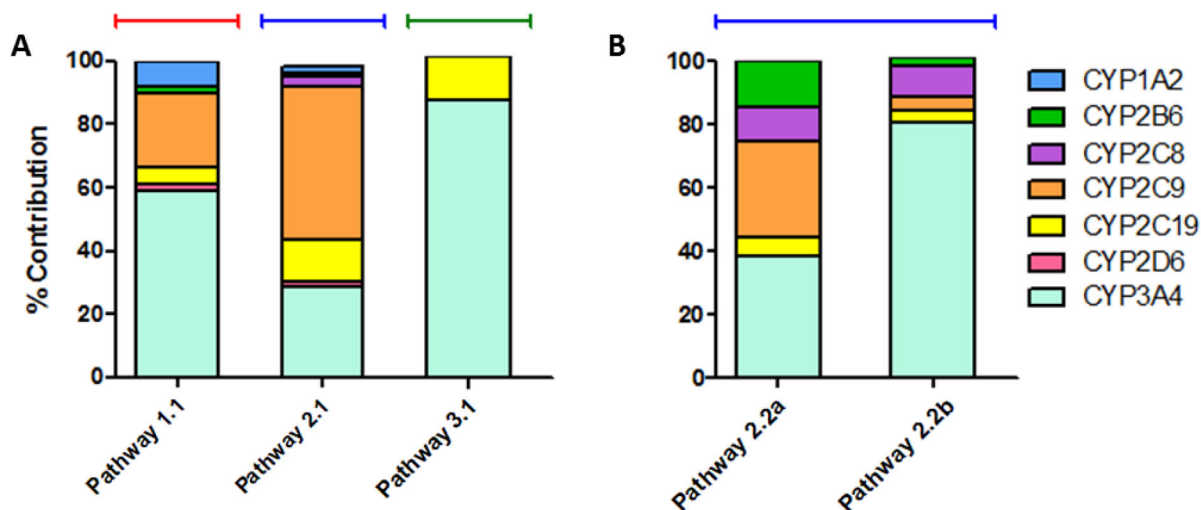 A
% Contribution
100
80
60
40
20
0
Pathway 1.1
Pathway 2.1
Pathway 3.1
B
100
80
60
40
20
0
Pathway 2.2a
Pathway 2.2b
CYP1A2
CYP2B6
CYP2C8
CYP2C9
CYP2C19
CYP2D6
CYP3A4